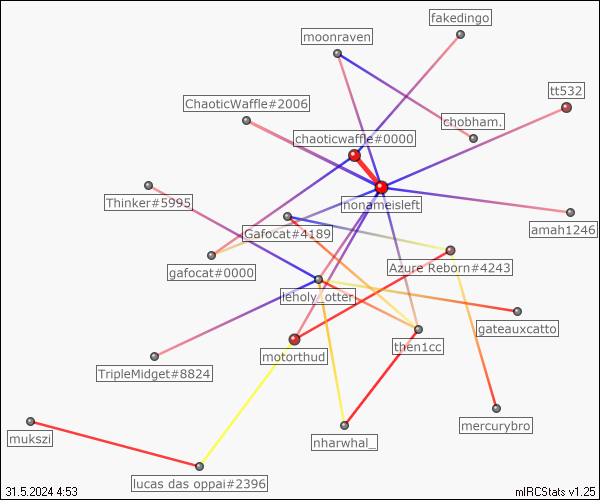 fakedingo
moonraven
tt532
ChaoticWaffle#2006
chobham.
chaoticwaffle#0000
Thinker#5995
nonameisleft
Gafocat#4189
amah1246
gafocat#0000
Azure Reborn#4243
leholy_otter
gateauxcatto
then1cc
motorthud
TripleMidget#8824
mercurybro
mukszi
nharwhal_
lucas das oppai#2396
31.5.2024 4:53
mIRCStats v1.25